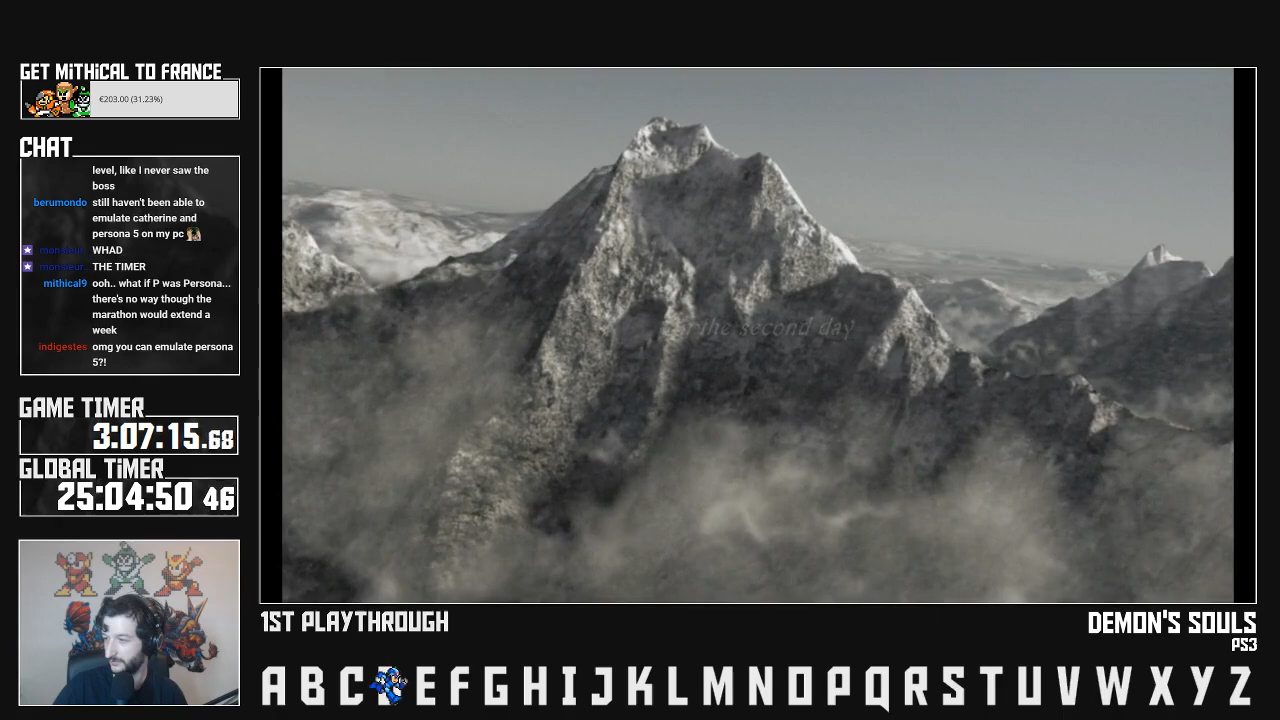 GET MiTHiCAL TO FRANCE
€203.00 (31.23%)
CHAT
level, like I never saw the
boss
berumondo still haven't been able to
emulate catherine and
persona 5 on my pc
WHAD
THE TIMER
mithical9 ooh.. what if P was Persona...
there's no way though the
marathon would extend a
week
indigestes omg you can emulate persona
5?!
the second day
GAME TIMER
3:07:15.68
GLOBAL TiMER
25:04:50 46
1ST PLAYTHROUGH
DEMON'S SOULS
PS3
A B C E F G H I J K L M N O P Q R S T U V W X Y Z